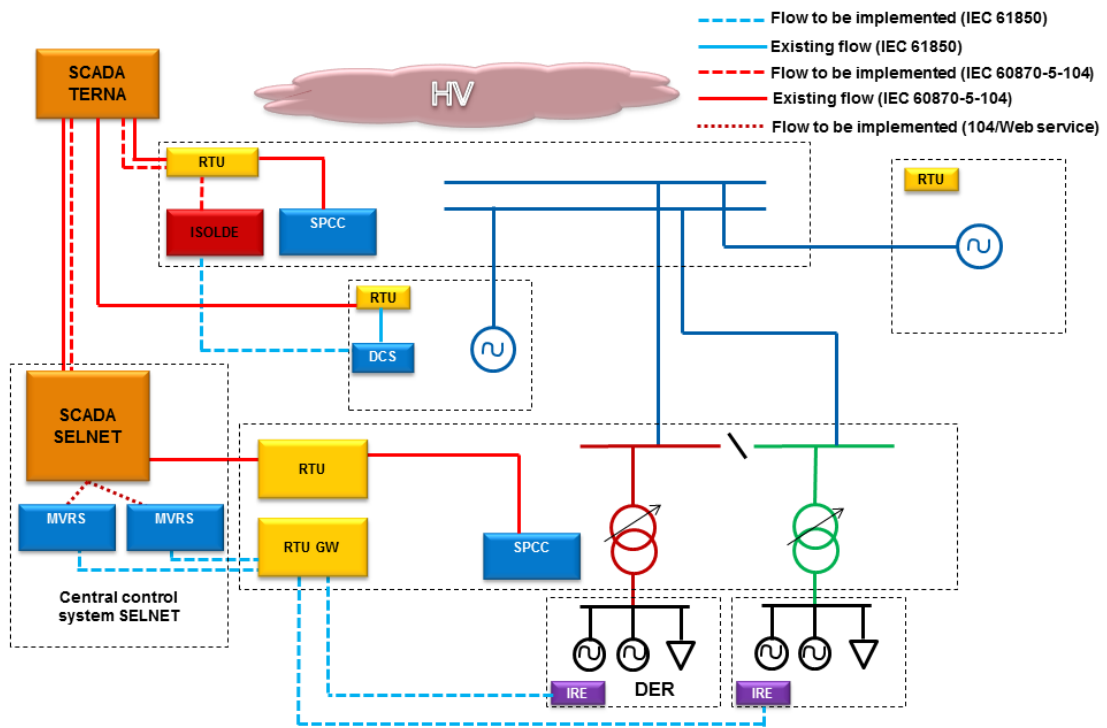 Flow to be implemented (IEC 61850)
Existing flow (IEC 61850)
Flow to be implemented (IEC 60870-5-104)
Existing flow (IEC 60870-5-104)
Flow to be implemented (104/Web service)
SCADA
TERNA
HV
RTU
RTU
ISOLDE
SPCC
RTU
DCS
SCADA
SELNET
RTU
MVRS
MVRS
RTU GW
SPCC
Central control
system SELNET
IRE
DER
IRE